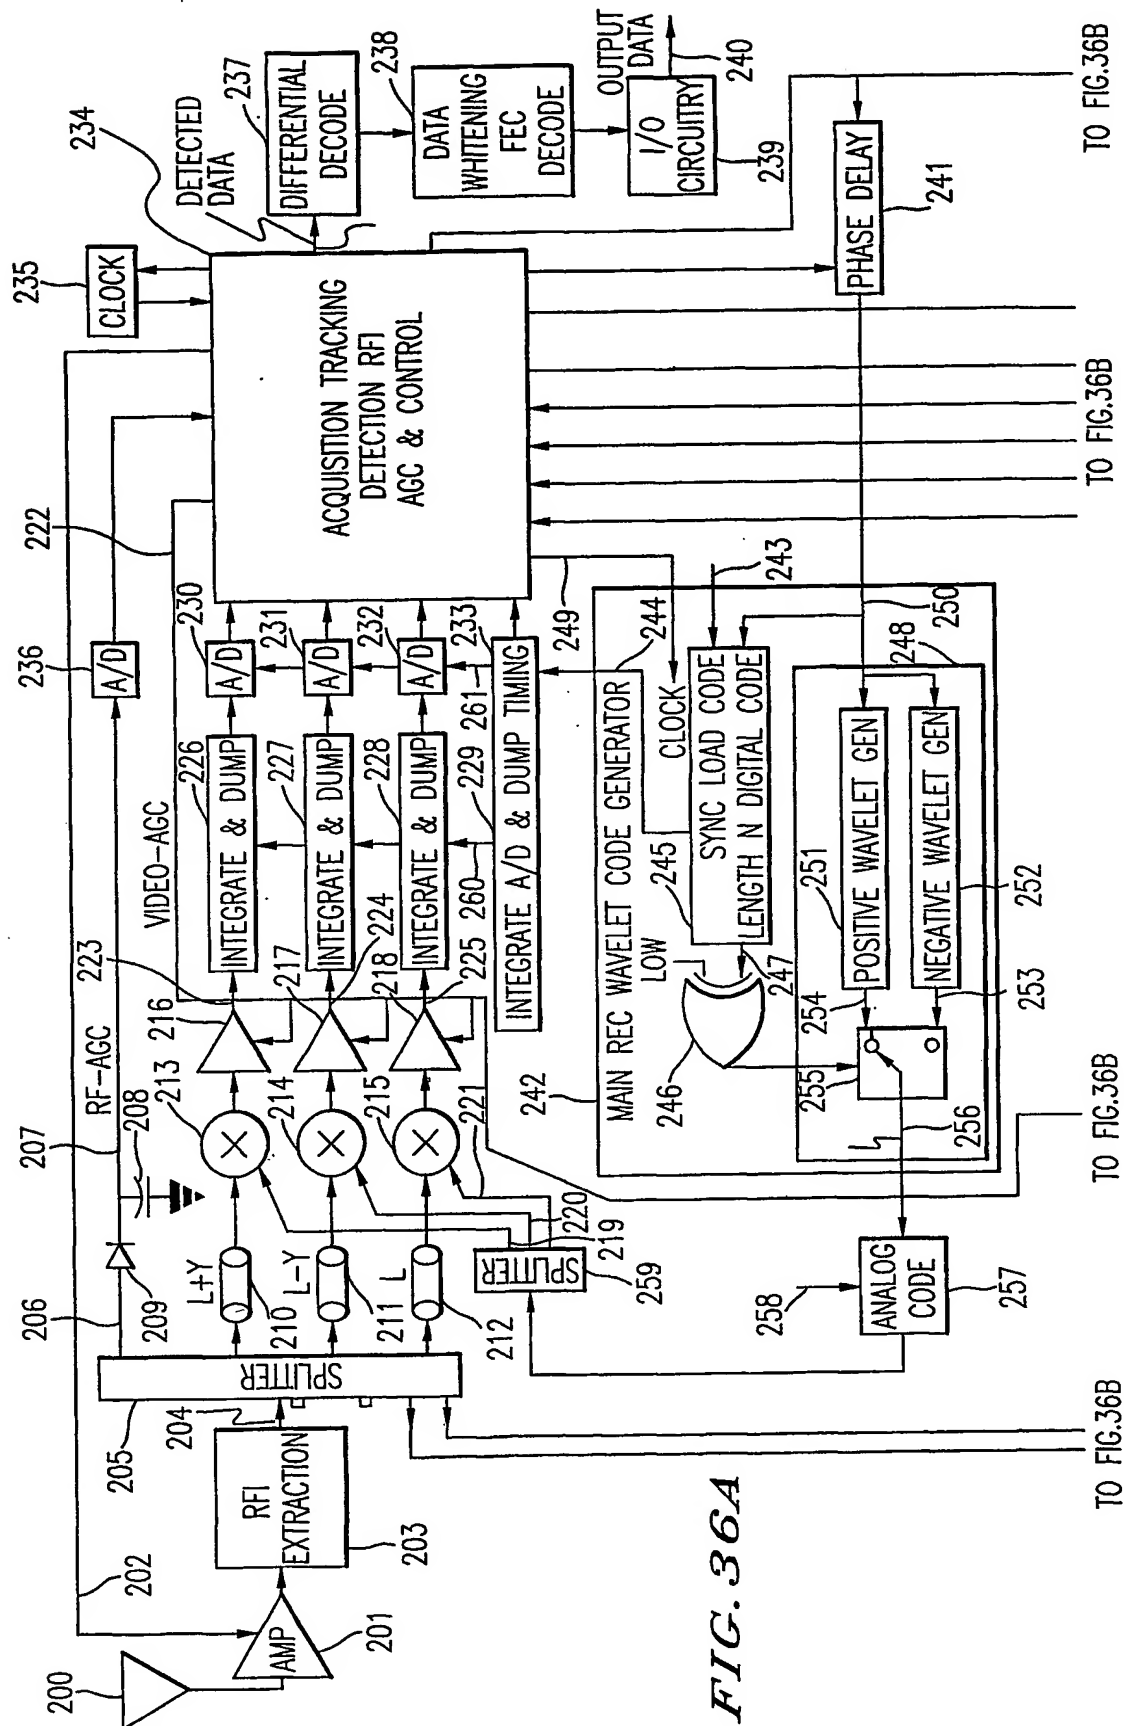 200
AMP
201
202
RFI
EXTRACTION
203
204
205
SPLITTER
206
209
207
RF-AGC
208
L+Y
210
L-Y
211
L
212
SPLITTER
259
219
220
221
213
214
215
216
217
218
223
224
225
VIDEO-AGC
222
INTEGRATE & DUMP
226
INTEGRATE & DUMP
227
INTEGRATE & DUMP
228
260
229
261
INTEGRATE A/D & DUMP TIMING
233
A/D
230
A/D
231
A/D
232
A/D
236
ACQUISITION TRACKING
DETECTION RFI
AGC & CONTROL
234
CLOCK
235
DETECTED
DATA
DIFFERENTIAL
DECODE
237
DATA
WHITENING
FEC
DECODE
238
I/O
CIRCUITRY
239
OUTPUT
DATA
240
PHASE DELAY
241
242
MAIN REC WAVELET CODE GENERATOR
244
249
243
CLOCK
SYNC LOAD CODE
LENGTH N DIGITAL CODE
245
LOW
247
246
250
248
POSITIVE WAVELET GEN
251
NEGATIVE WAVELET GEN
252
254
253
255
256
ANALOG
CODE
257
258
TO FIG.36B
TO FIG.36B
TO FIG.36B
TO FIG.36B
FIG. 36A